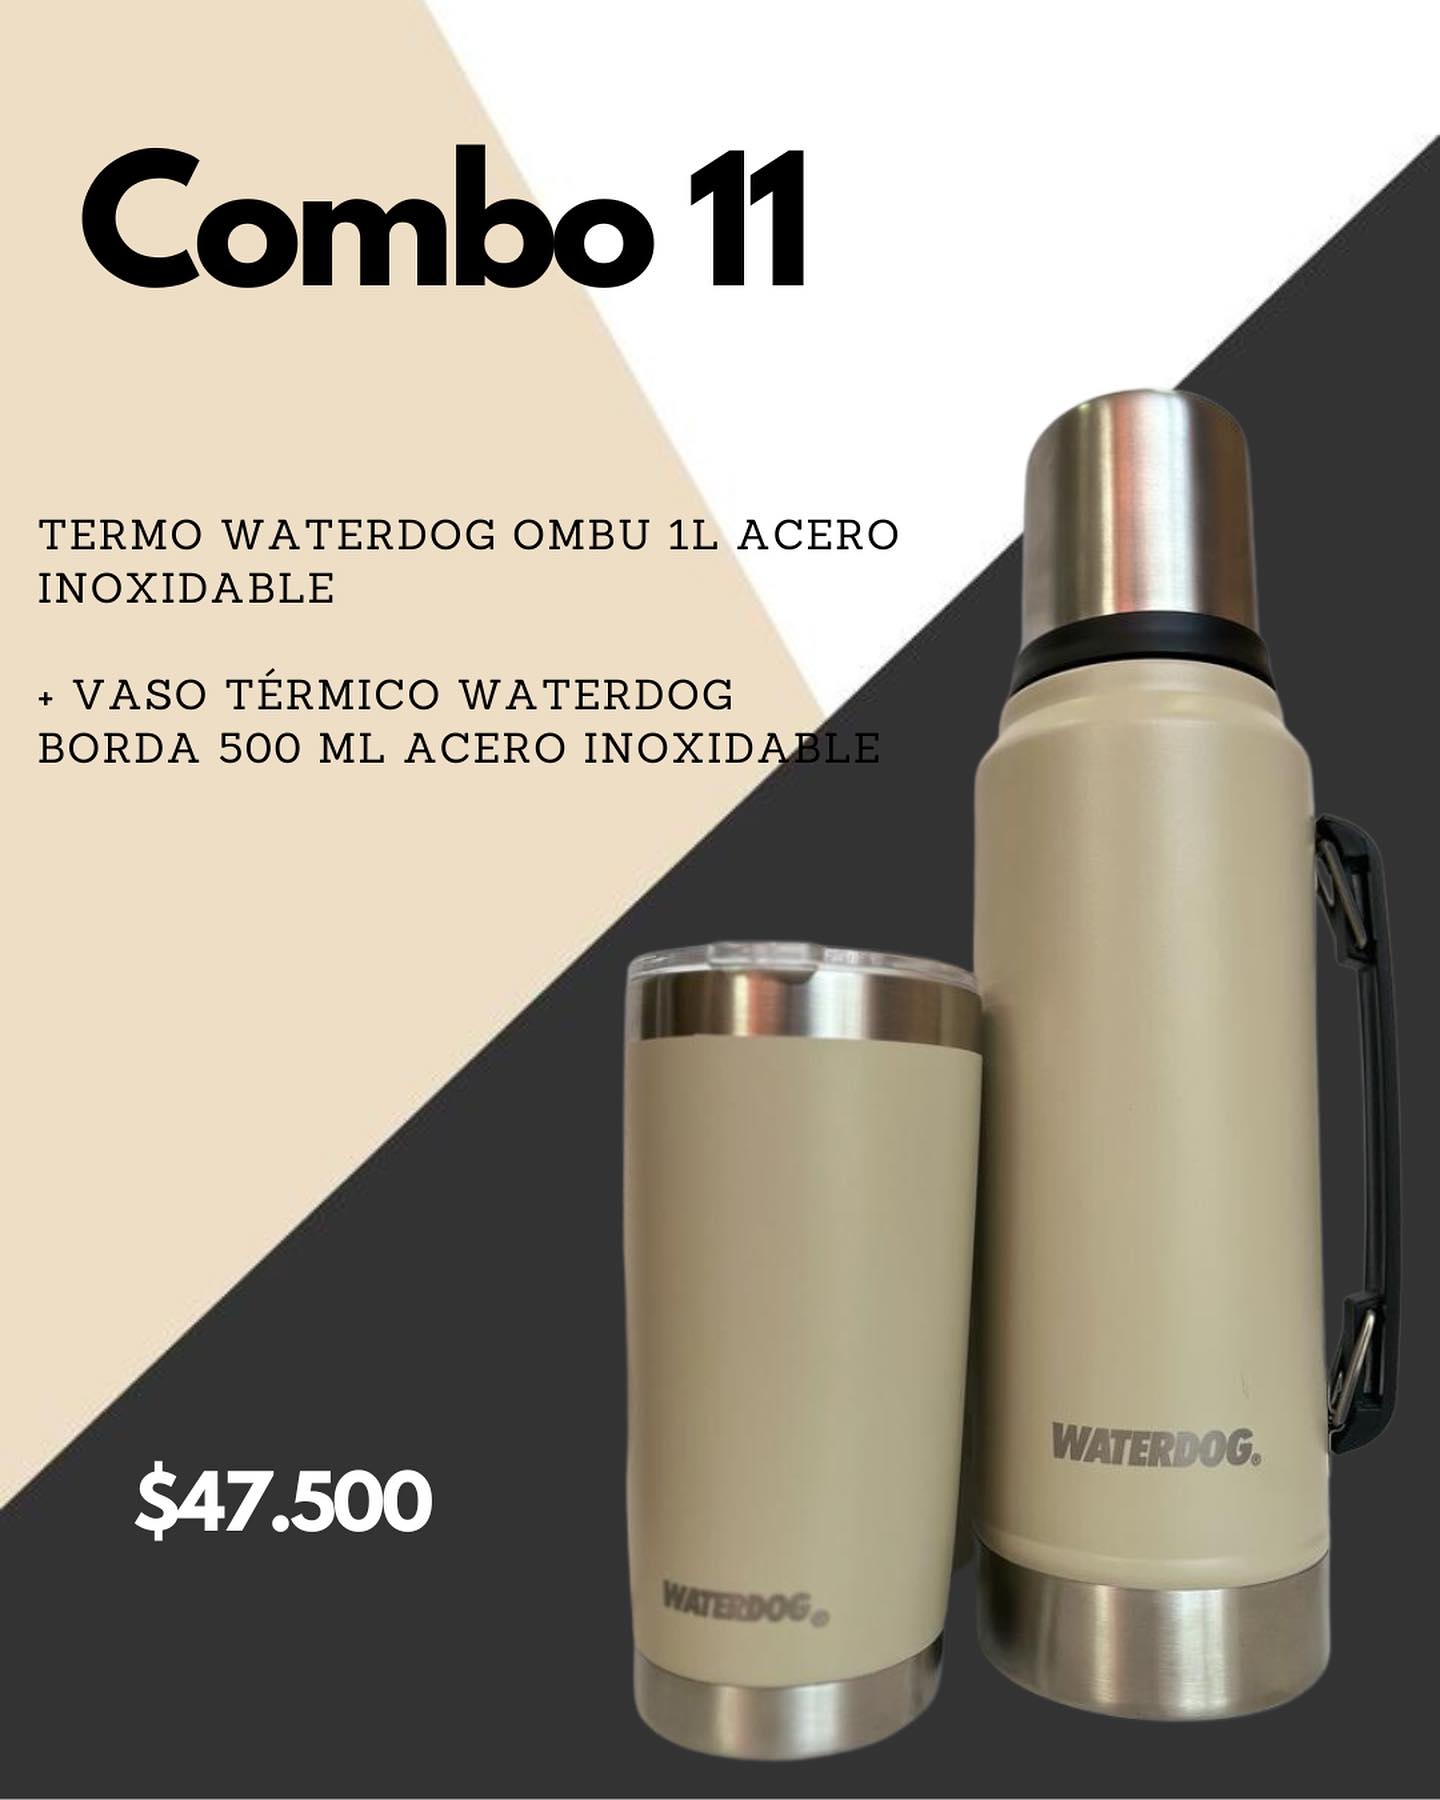 Combo 11
TERMO WATERDOG OMBU 1L ACERO
INOXIDABLE
+ VASO TÉRMICO WATERDOG
BORDA 500 ML ACERO INOXIDABLE
$47.500
WATERDOG®
WATERDOG®